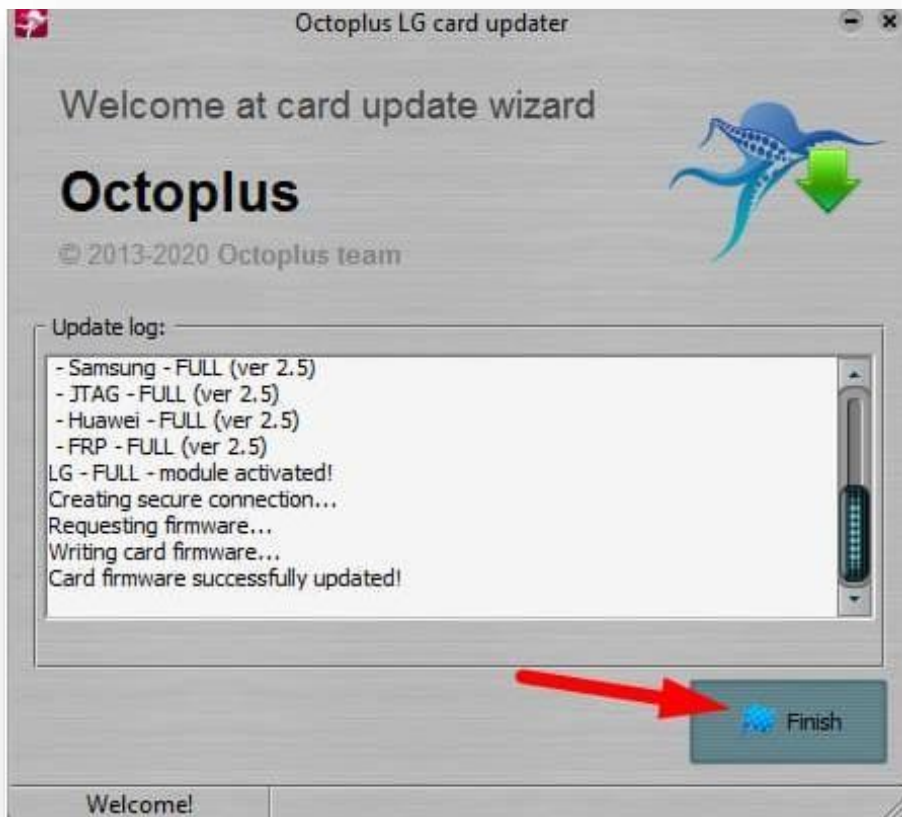 Octoplus LG card updater
Welcome at card update wizard
Octoplus
© 2013-2020 Octoplus team
Update log:
- Samsung - FULL (ver 2.5)
- JTAG - FULL (ver 2.5)
- Huawei - FULL (ver 2.5)
- FRP - FULL (ver 2.5)
LG - FULL - module activated!
Creating secure connection...
Requesting firmware...
Writing card firmware...
Card firmware successfully updated!
Finish
Welcome!